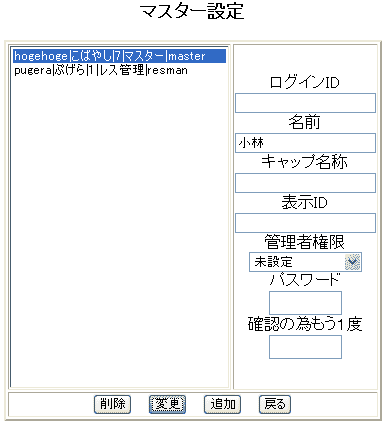 マスター設定
hogehoge|こばやし|7|マスター|master
pugera|ぷげら|1|レス管理|resman
ログインID
名前
小林
キャップ名称
表示ID
管理者権限
未設定
パスワード
確認の為もう1度
削除 変更 追加 戻る